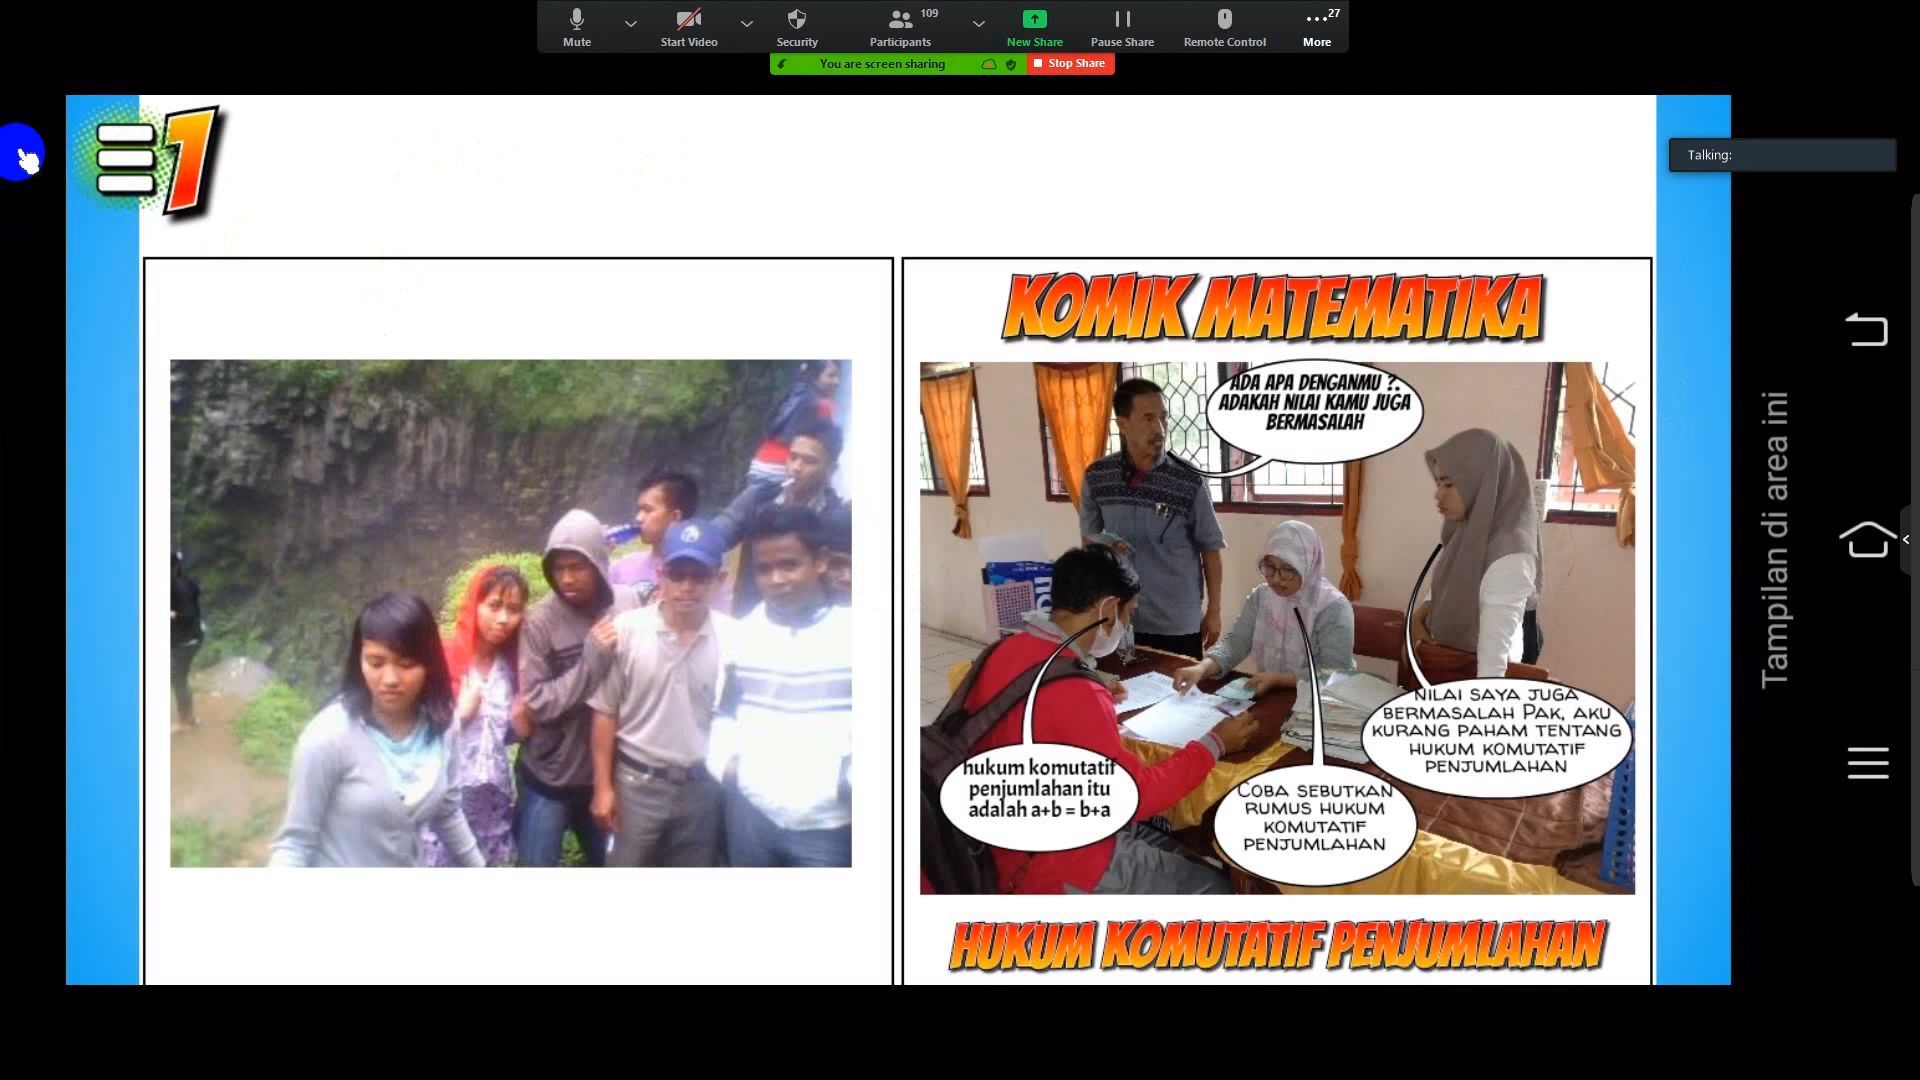 109
27
Mute
Start Video
Security
Participants
New Share
Pause Share
Remote Control
More
You are screen sharing
Stop Share
Talking:
1
KOMIK MATEMATIKA
ADA APA DENGANMU ?.
ADAKAH NILAI KAMU JUGA
BERMASALAH
NILAI SAYA JUGA
BERMASALAH PAK, AKU
KURANG PAHAM TENTANG
HUKUM KOMUTATIF
PENJUMLAHAN
COBA SEBUTKAN
RUMUS HUKUM
KOMUTATIF
PENJUMLAHAN
hukum komutatif
penjumlahan itu
adalah a+b = b+a
HUKUM KOMUTATIF PENJUMLAHAN
Tampilan di area ini